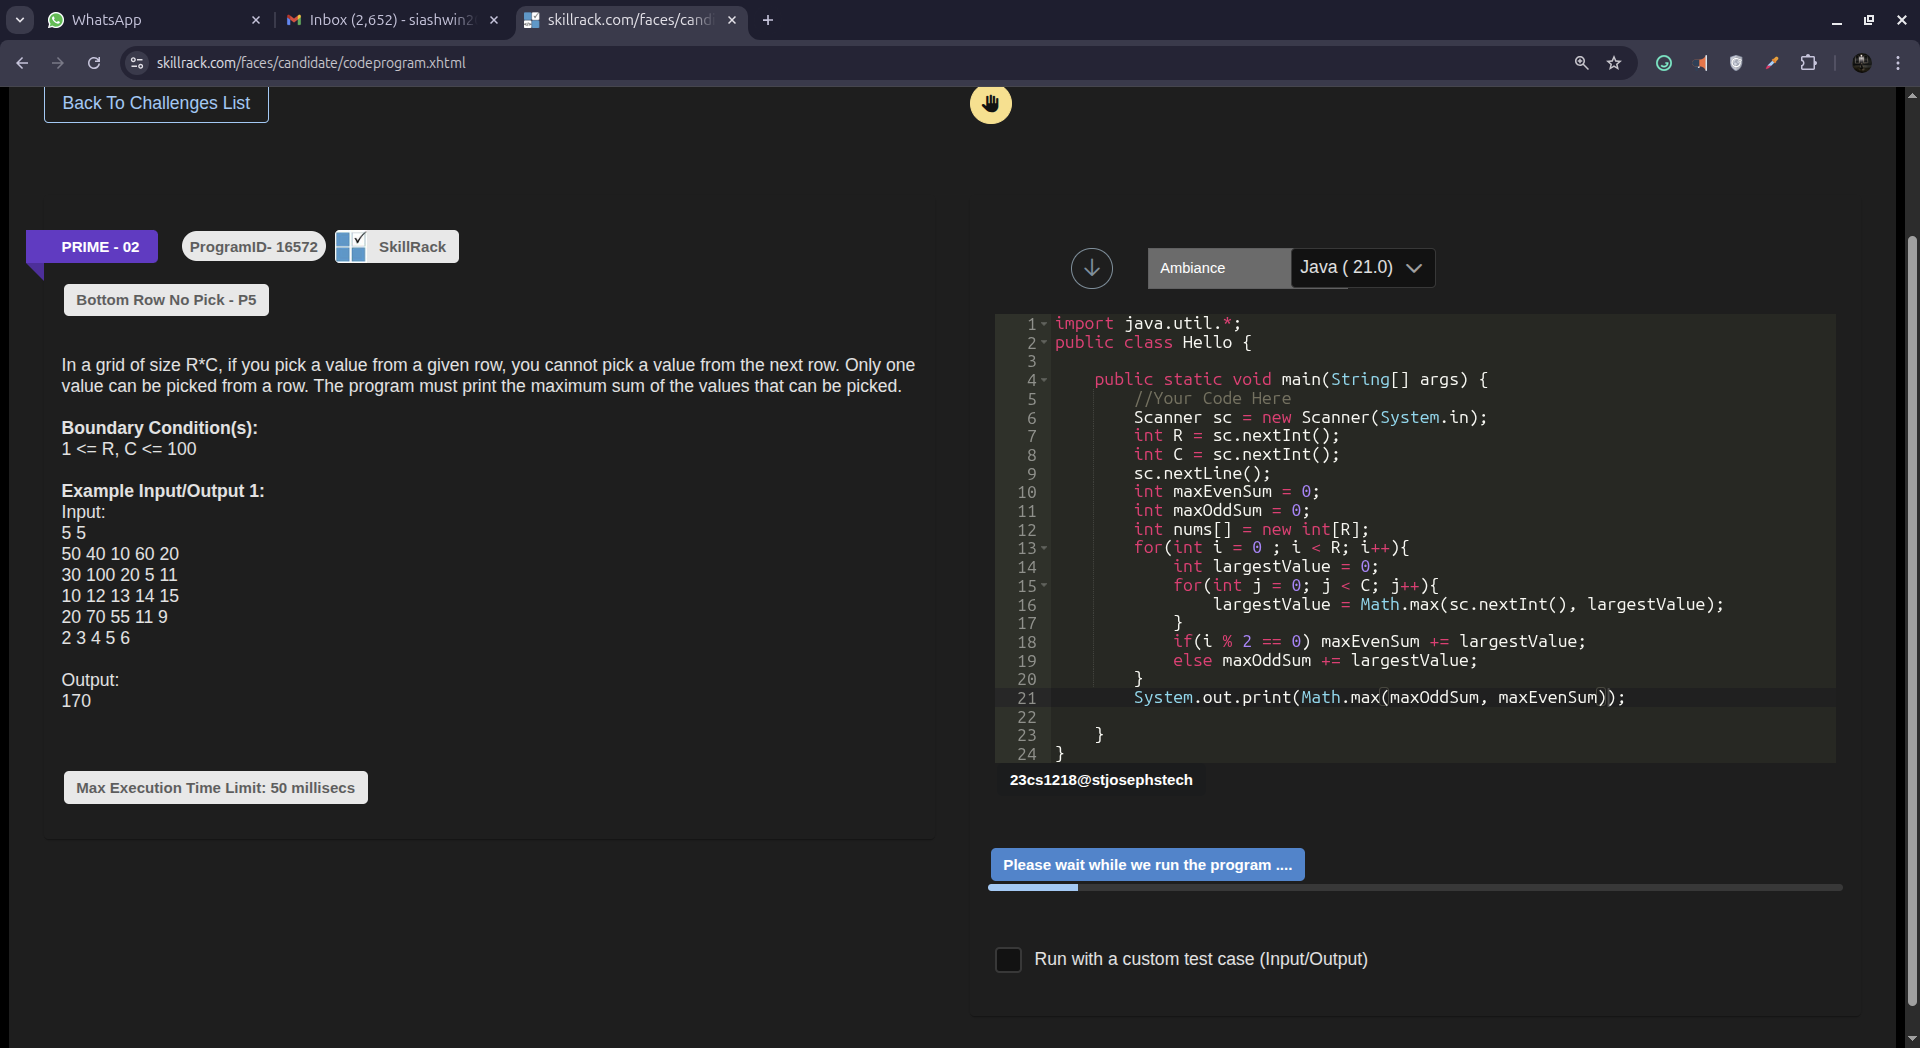 WhatsApp
Inbox (2,652) - siashwin2
skillrack.com/faces/cand
skillrack.com/faces/candidate/codeprogram.xhtml
Back To Challenges List
PRIME - 02
ProgramID- 16572
SkillRack
Bottom Row No Pick - P5
In a grid of size R*C, if you pick a value from a given row, you cannot pick a value from the next row. Only one
value can be picked from a row. The program must print the maximum sum of the values that can be picked.
Boundary Condition(s):
1 <= R, C <= 100
Example Input/Output 1:
Input:
5 5
50 40 10 60 20
30 100 20 5 11
10 12 13 14 15
20 70 55 11 9
2 3 4 5 6
Output:
170
Max Execution Time Limit: 50 millisecs
Ambiance
Java ( 21.0)
1 import java.util.*;
2 public class Hello {
3
4     public static void main(String[] args) {
5         //Your Code Here
6         Scanner sc = new Scanner(System.in);
7         int R = sc.nextInt();
8         int C = sc.nextInt();
9         sc.nextLine();
10         int maxEvenSum = 0;
11         int maxOddSum = 0;
12         int nums[] = new int[R];
13         for(int i = 0 ; i < R; i++){
14             int largestValue = 0;
15             for(int j = 0; j < C; j++){
16                 largestValue = Math.max(sc.nextInt(), largestValue);
17             }
18             if(i % 2 == 0) maxEvenSum += largestValue;
19             else maxOddSum += largestValue;
20         }
21         System.out.print(Math.max(maxOddSum, maxEvenSum));
22
23     }
24 }
23cs1218@stjosephstech
Please wait while we run the program ....
Run with a custom test case (Input/Output)